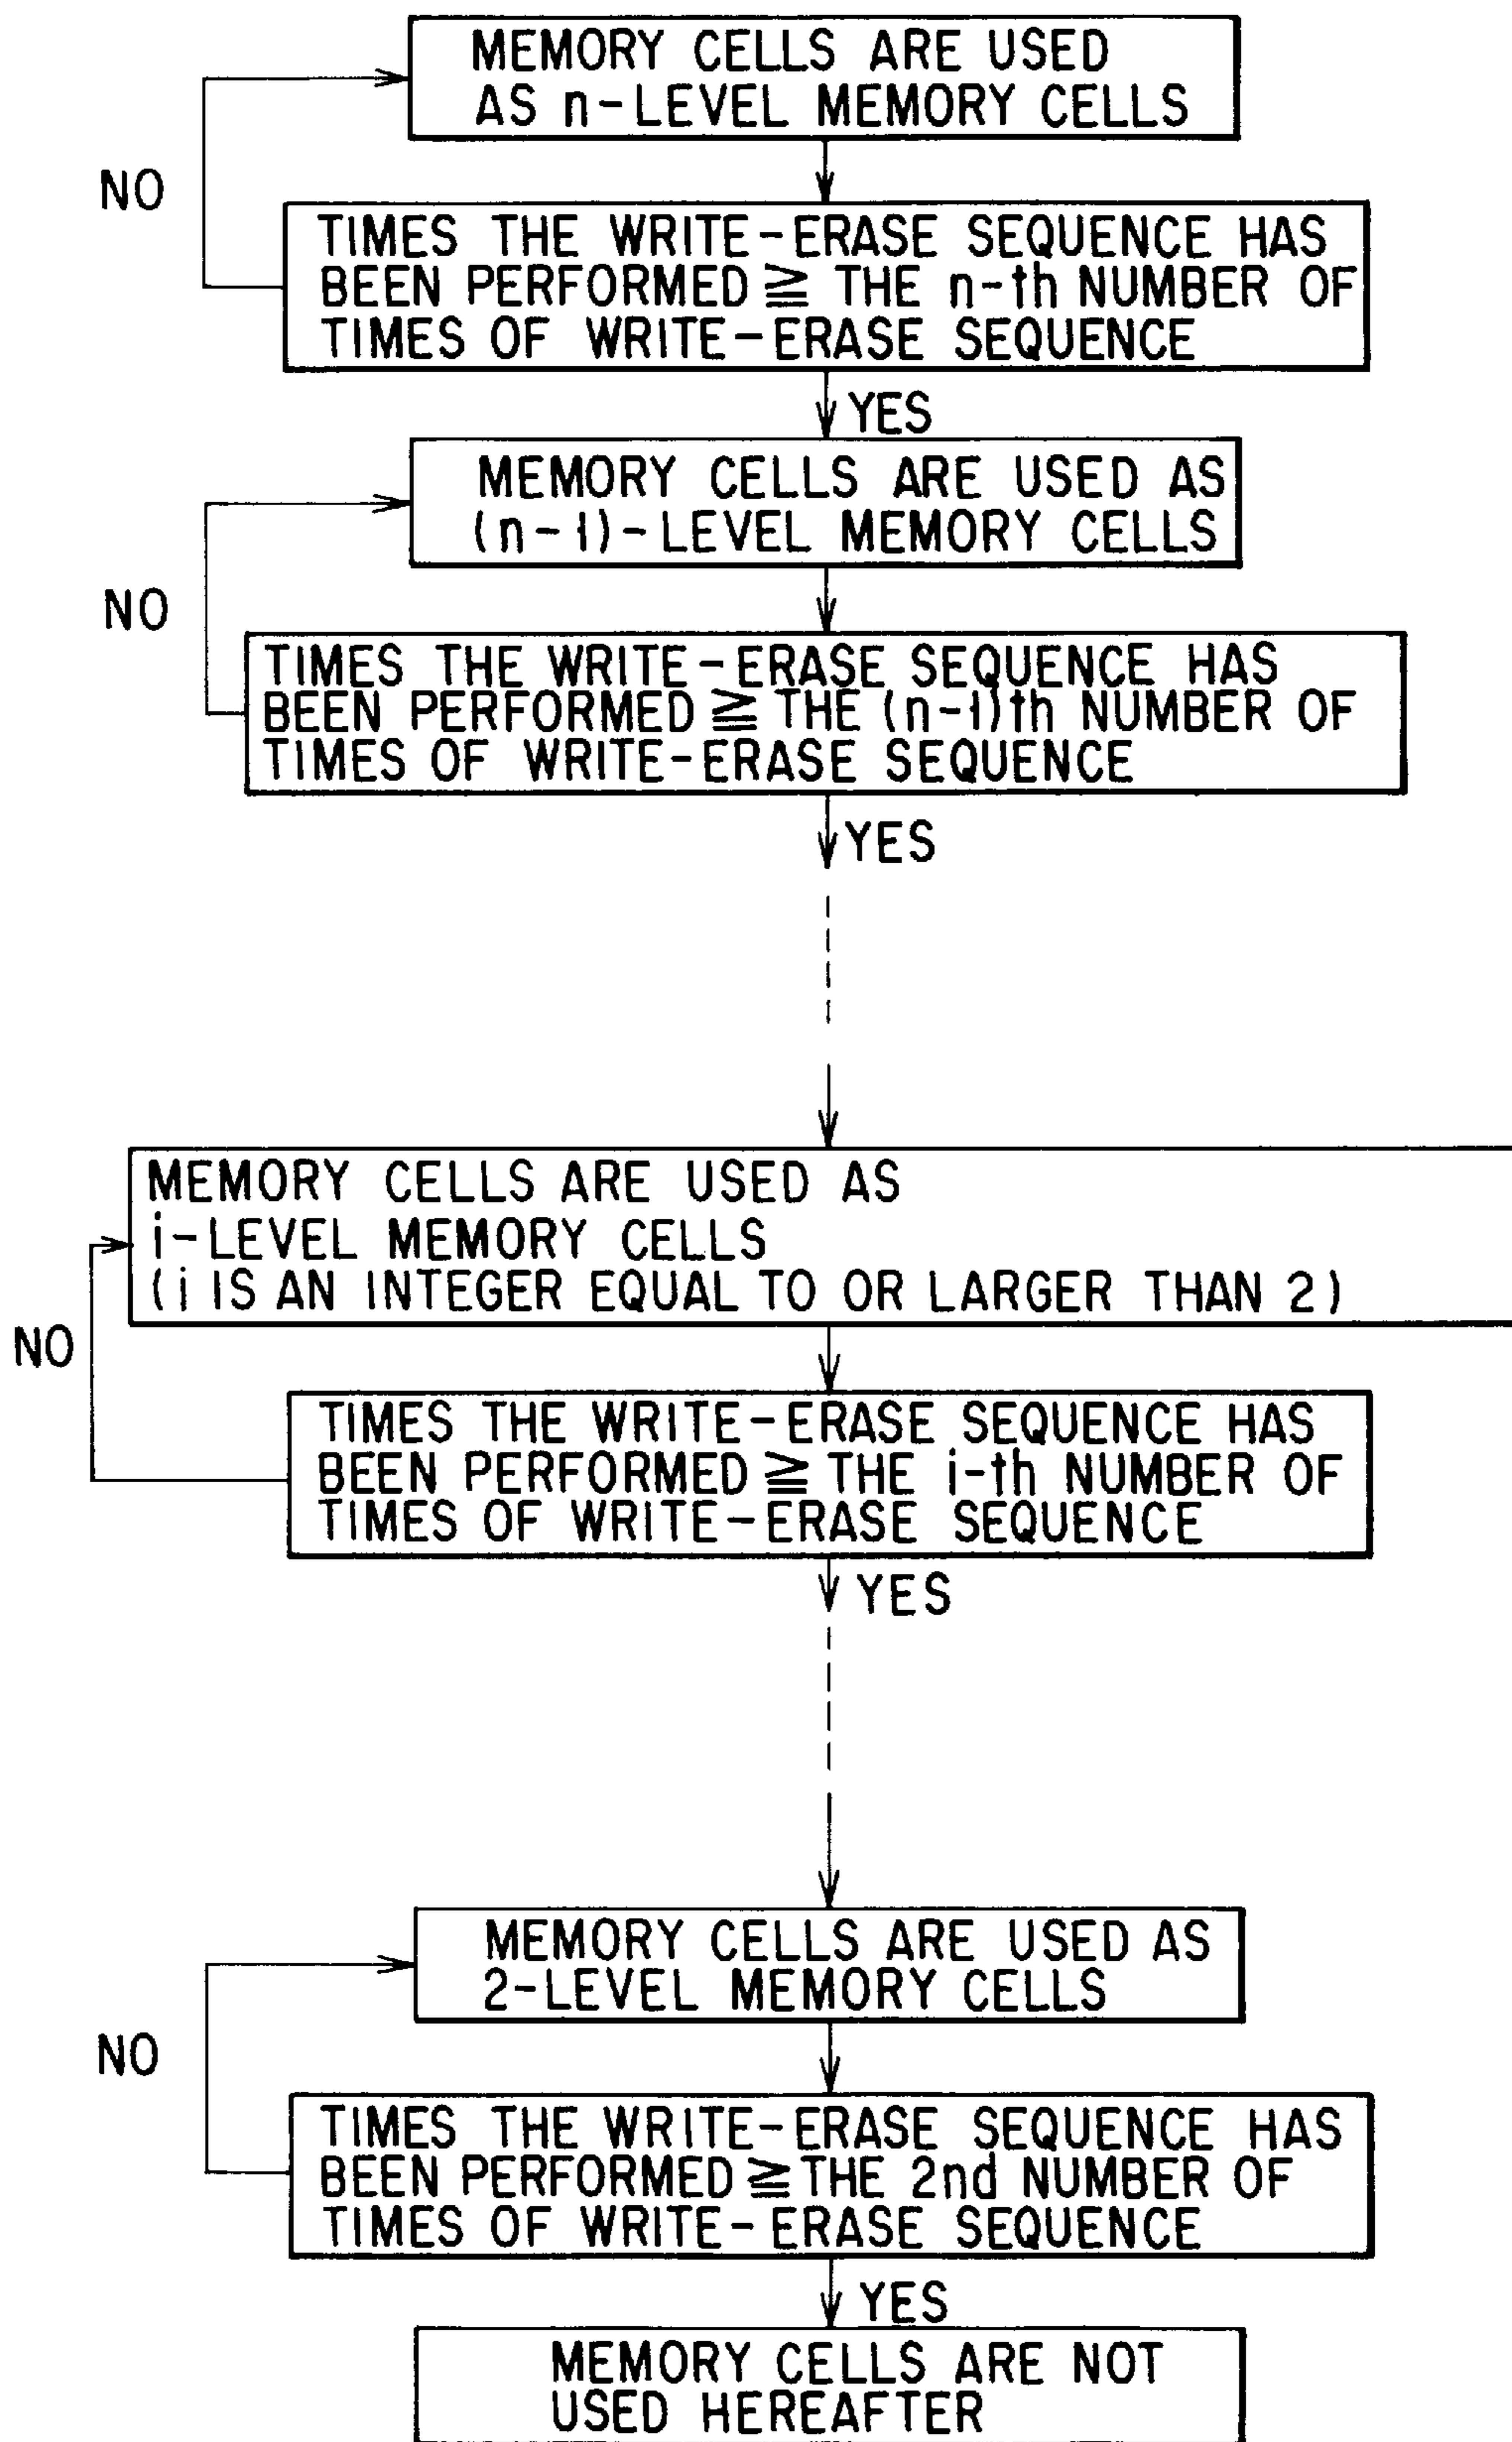 MEMORY CELLS ARE USED
AS n-LEVEL MEMORY CELLS
NO
TIMES THE WRITE-ERASE SEQUENCE HAS
BEEN PERFORMED ≧ THE n-th NUMBER OF
TIMES OF WRITE-ERASE SEQUENCE
YES
MEMORY CELLS ARE USED AS
(n-1)-LEVEL MEMORY CELLS
NO
TIMES THE WRITE-ERASE SEQUENCE HAS
BEEN PERFORMED ≧ THE (n-1)th NUMBER OF
TIMES OF WRITE-ERASE SEQUENCE
YES
MEMORY CELLS ARE USED AS
i-LEVEL MEMORY CELLS
(i IS AN INTEGER EQUAL TO OR LARGER THAN 2)
NO
TIMES THE WRITE-ERASE SEQUENCE HAS
BEEN PERFORMED ≧ THE i-th NUMBER OF
TIMES OF WRITE-ERASE SEQUENCE
YES
MEMORY CELLS ARE USED AS
2-LEVEL MEMORY CELLS
NO
TIMES THE WRITE-ERASE SEQUENCE HAS
BEEN PERFORMED ≧ THE 2nd NUMBER OF
TIMES OF WRITE-ERASE SEQUENCE
YES
MEMORY CELLS ARE NOT
USED HEREAFTER